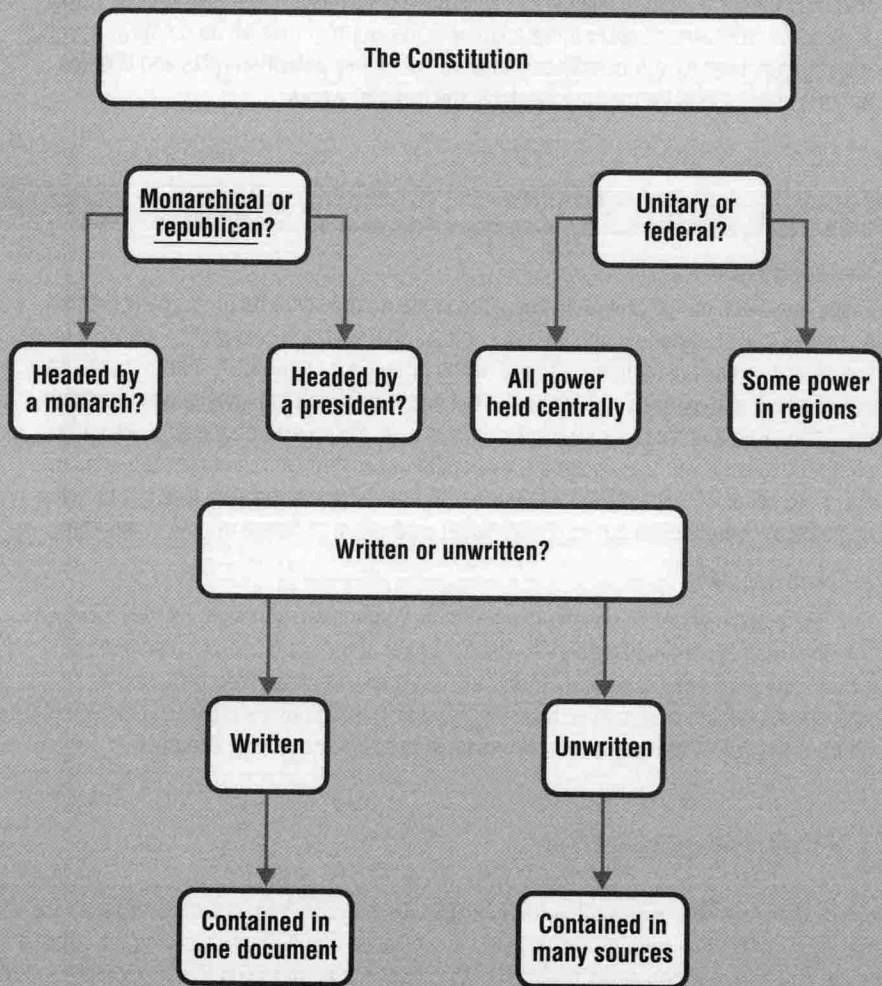 The Constitution
Monarchical or
republican?
Unitary or
federal?
Headed by
a monarch?
Headed by
a president?
All power
held centrally
Some power
in regions
Written or unwritten?
Written
Unwritten
Contained in
one document
Contained in
many sources